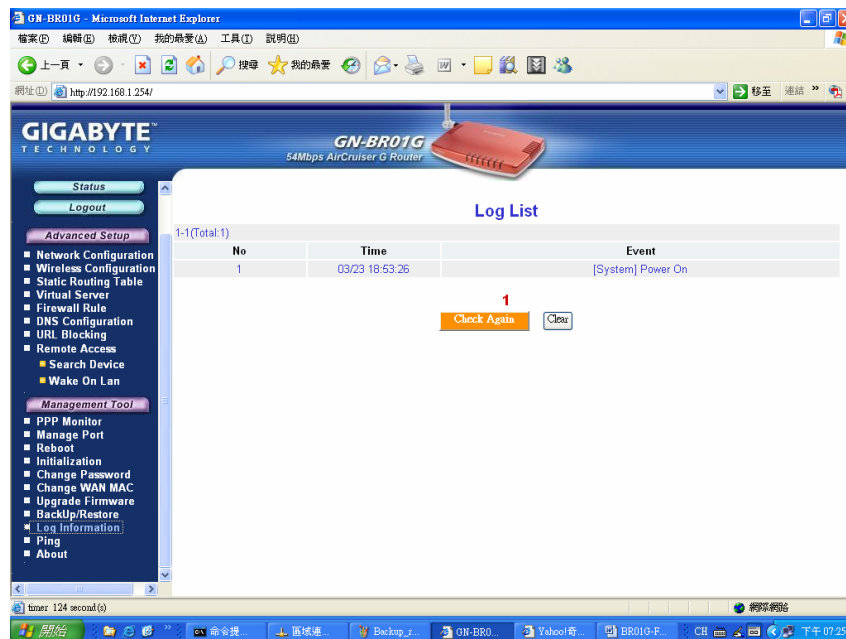 GN-BR01G - Microsoft Internet Explorer
檔案(F) 編輯(E) 檢視(V) 我的最愛(A) 工具(T) 說明(H)
上一頁 搜尋 我的最愛
網址(D) http://192.168.1.254/ 移至 連結 »
GIGABYTE™
TECHNOLOGY
GN-BR01G
54Mbps AirCruiser G Router
Status
Logout
Advanced Setup
Network Configuration
Wireless Configuration
Static Routing Table
Virtual Server
Firewall Rule
DNS Configuration
URL Blocking
Remote Access
Search Device
Wake On Lan
Management Tool
PPP Monitor
Manage Port
Reboot
Initialization
Change Password
Change WAN MAC
Upgrade Firmware
BackUp/Restore
Log Information
Ping
About
Log List
1-1(Total:1)
No Time Event
1 03/23 18:53:26 [System] Power On
1
Check Again Clear
timer 124 second(s) 網際網路
開始 » 命令提... 區域連... Backup_r... GN-BR0... Yahoo!奇... BR01G-F... CH 下午 07:25